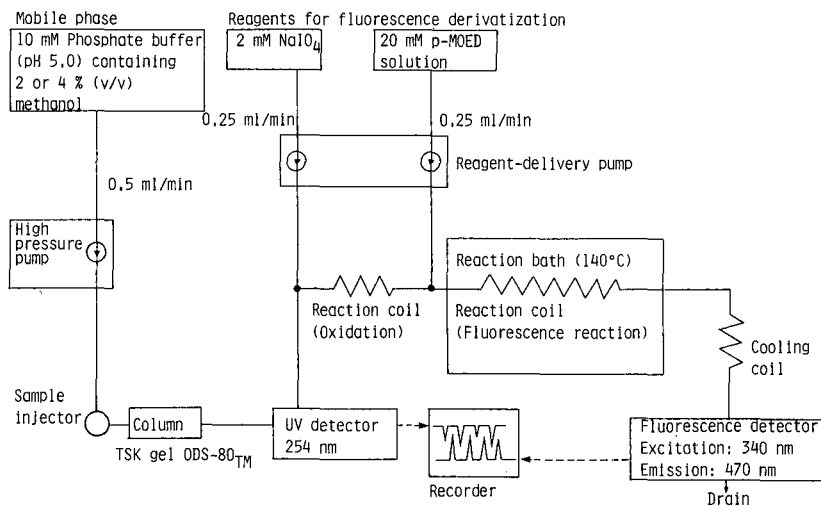 Mobile phase
10 mM Phosphate buffer
(pH 5.0) containing
2 or 4 % (v/v)
methanol
Reagents for fluorescence derivatization
2 mM NaIO4
20 mM p-MOED
solution
0.25 ml/min
0.25 ml/min
Reagent-delivery pump
0.5 ml/min
High
pressure
pump
Reaction bath (140°C)
Reaction coil
(Oxidation)
Reaction coil
(Fluorescence reaction)
Cooling
coil
Sample
injector
Column
TSK gel ODS-80TM
UV detector
254 nm
Recorder
Fluorescence detector
Excitation: 340 nm
Emission: 470 nm
Drain